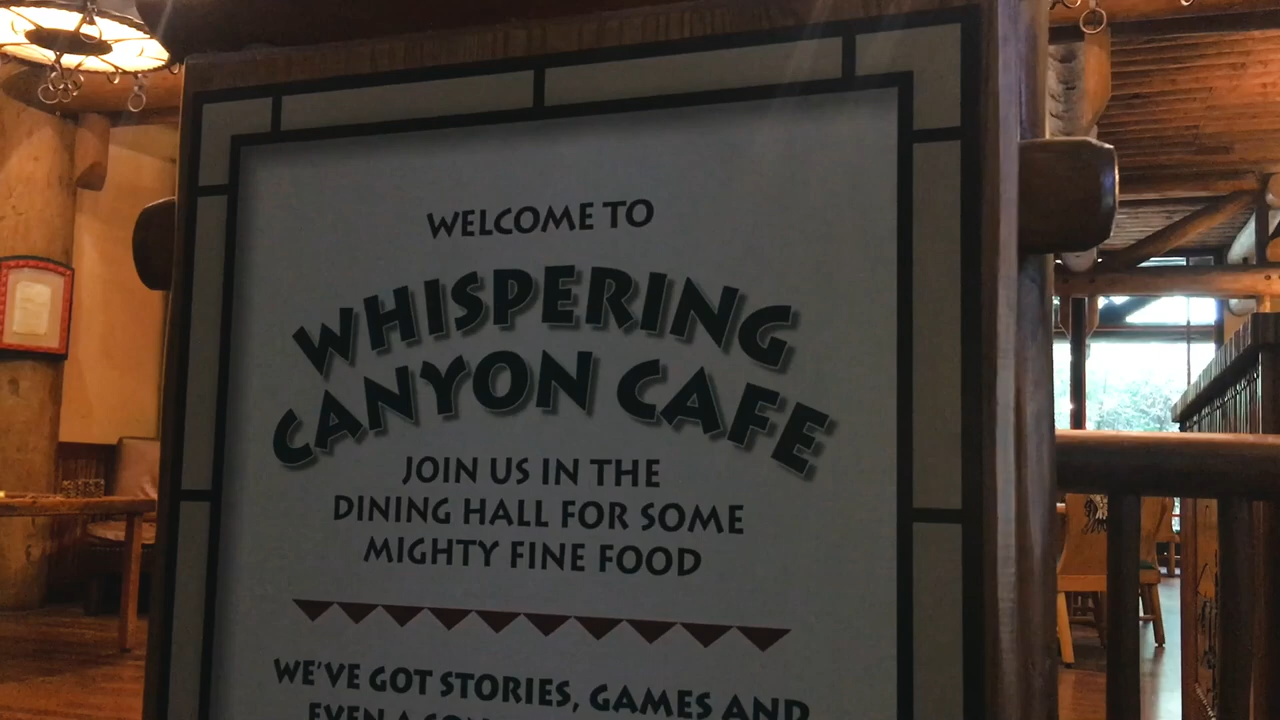 WELCOME TO
WHISPERING
CANYON CAFE
JOIN US IN THE
DINING HALL FOR SOME
MIGHTY FINE FOOD
WE'VE GOT STORIES, GAMES AND
EVEN A